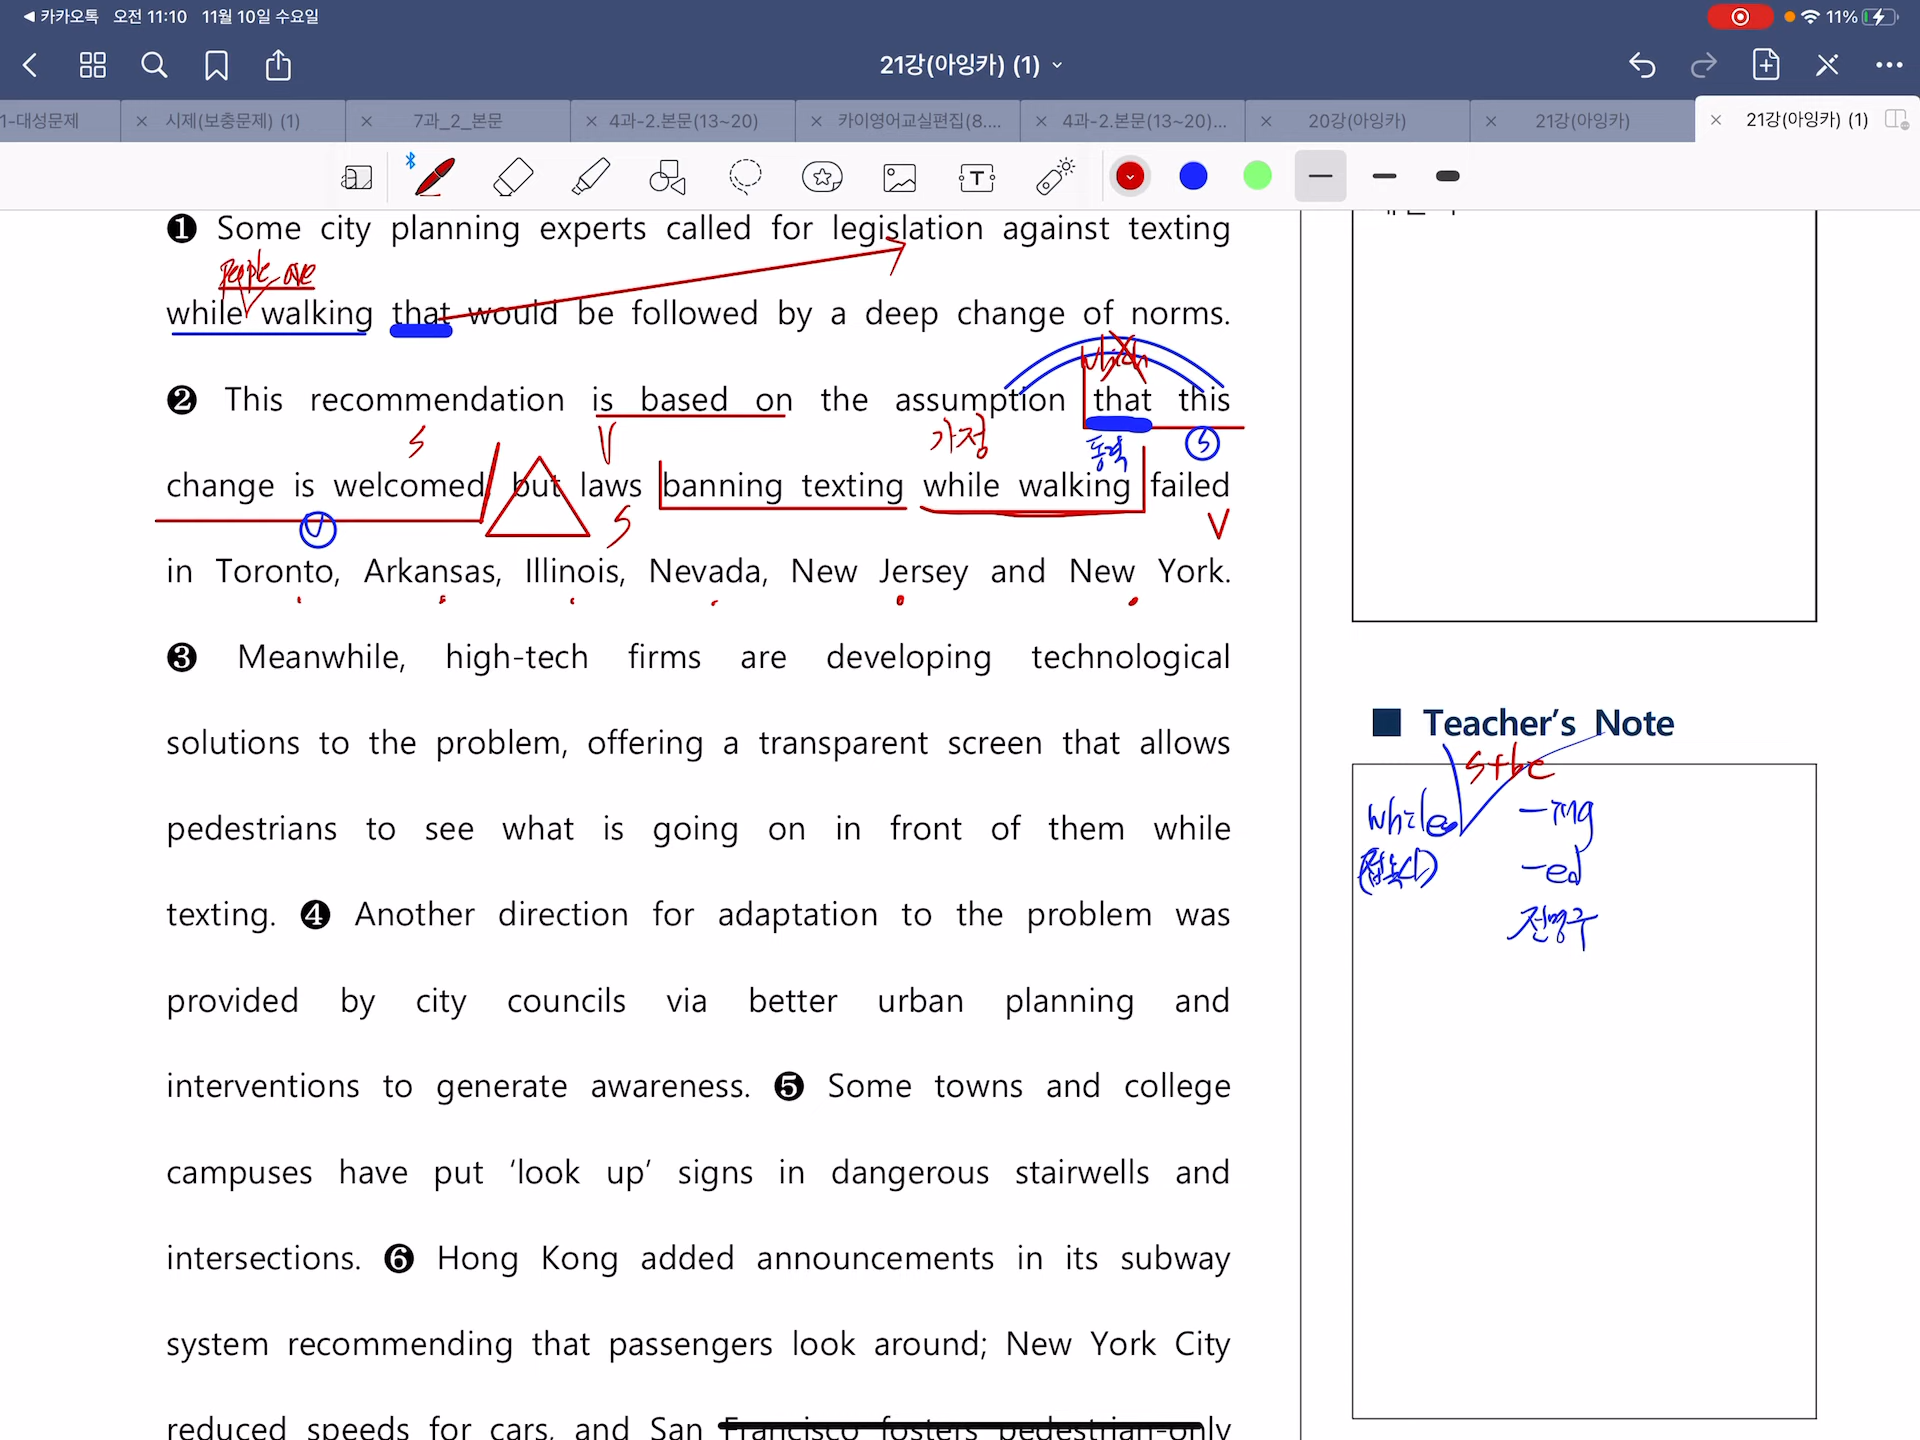 ◀ 카카오톡 오전 11:10 11월 10일 수요일 11%
21강(아잉카) (1)
1-대성문제 × 시제(보충문제) (1) × 7과_2_본문 × 4과-2.본문(13~20) × 카이영어교실편집(8.... × 4과-2.본문(13~20)... × 20강(아잉카) × 21강(아잉카) × 21강(아잉카) (1)
❶ Some city planning experts called for legislation against texting
people are
while walking that would be followed by a deep change of norms.
which
❷ This recommendation is based on the assumption that this
S V 가정 동격 S
change is welcomed but laws banning texting while walking failed
V S V
in Toronto, Arkansas, Illinois, Nevada, New Jersey and New York.
❸ Meanwhile, high-tech firms are developing technological
solutions to the problem, offering a transparent screen that allows
pedestrians to see what is going on in front of them while
texting. ❹ Another direction for adaptation to the problem was
provided by city councils via better urban planning and
interventions to generate awareness. ❺ Some towns and college
campuses have put ‘look up’ signs in dangerous stairwells and
intersections. ❻ Hong Kong added announcements in its subway
system recommending that passengers look around; New York City
reduced speeds for cars, and San Francisco fosters pedestrian-only
■ Teacher’s Note
S+be
while -ing
(접속사) -ed
전명구